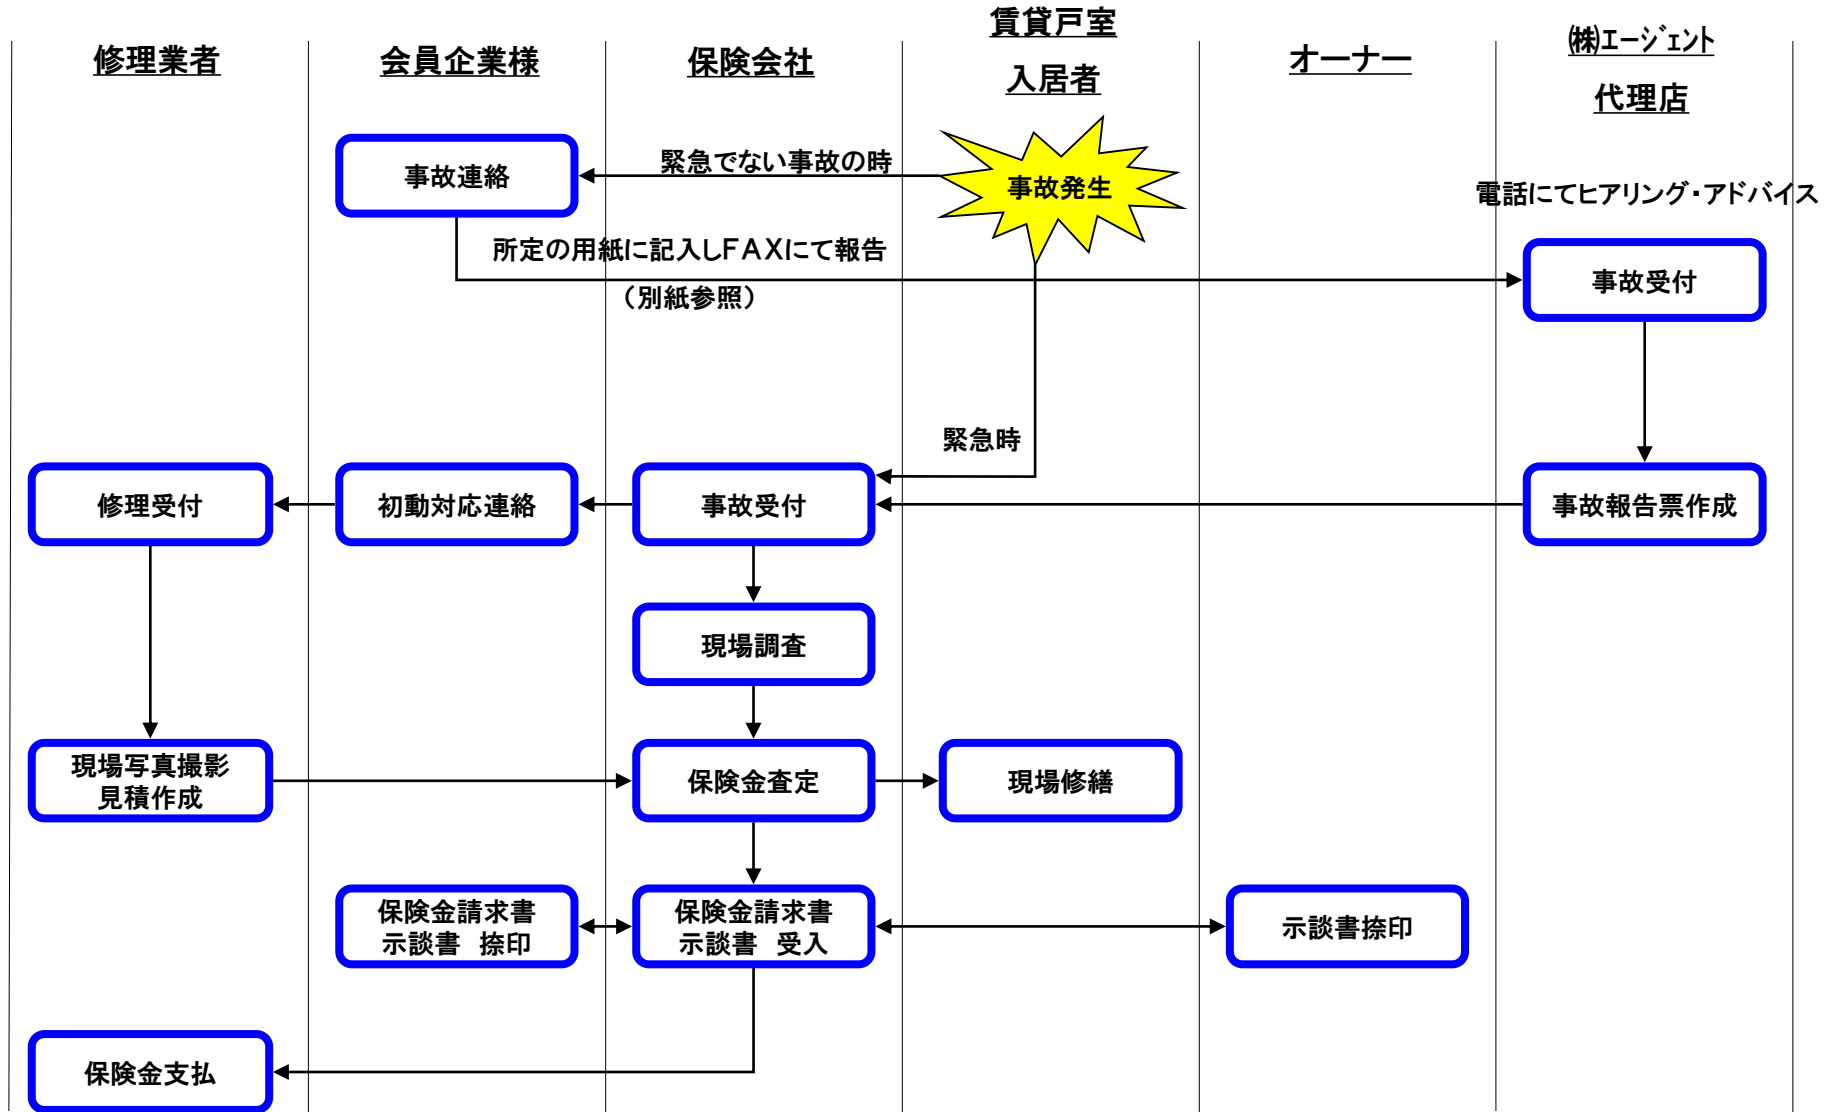 修理業者
会員企業様
保険会社
賃貸戸室
入居者
オーナー
㈱エージェント
代理店
事故連絡
緊急でない事故の時
事故発生
電話にてヒアリング・アドバイス
所定の用紙に記入しFAXにて報告
（別紙参照）
事故受付
緊急時
修理受付
初動対応連絡
事故受付
事故報告票作成
現場調査
現場写真撮影
見積作成
保険金査定
現場修繕
保険金請求書
示談書　捺印
保険金請求書
示談書　受入
示談書捺印
保険金支払